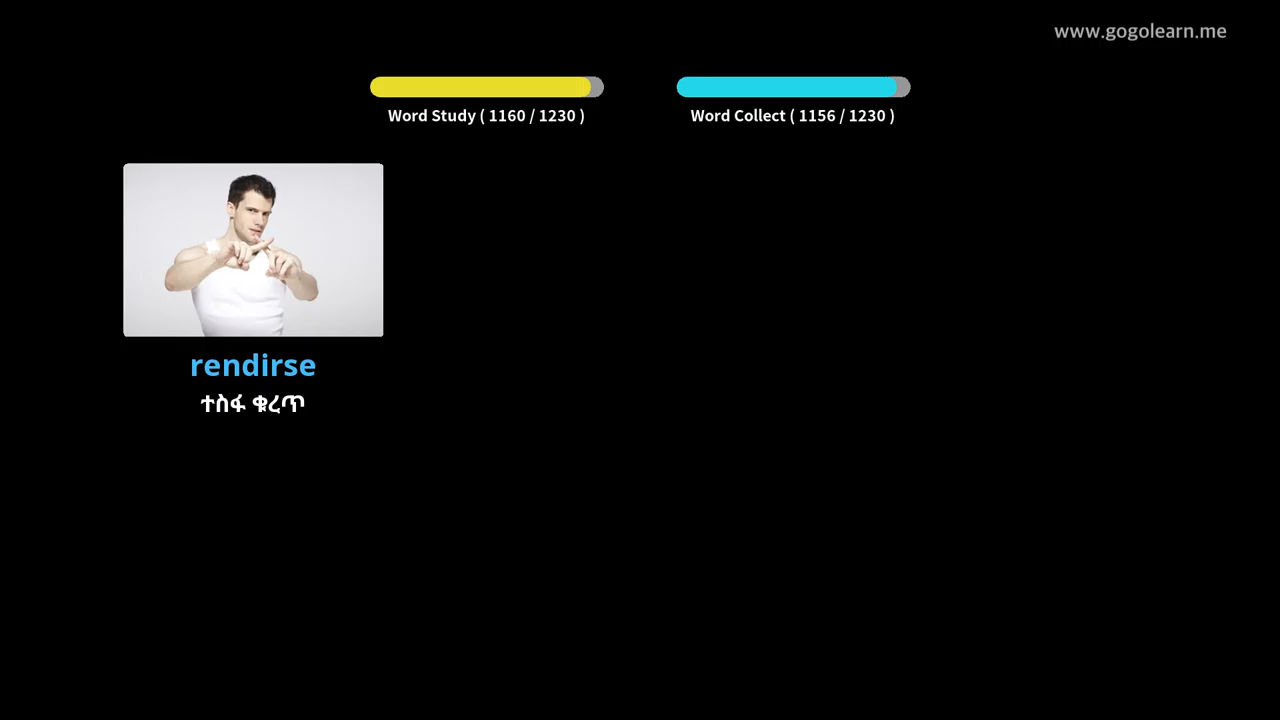 www.gogolearn.me
Word Study ( 1160 / 1230 )
Word Collect ( 1156 / 1230 )
rendirse
ተስፋ ቁረጥ